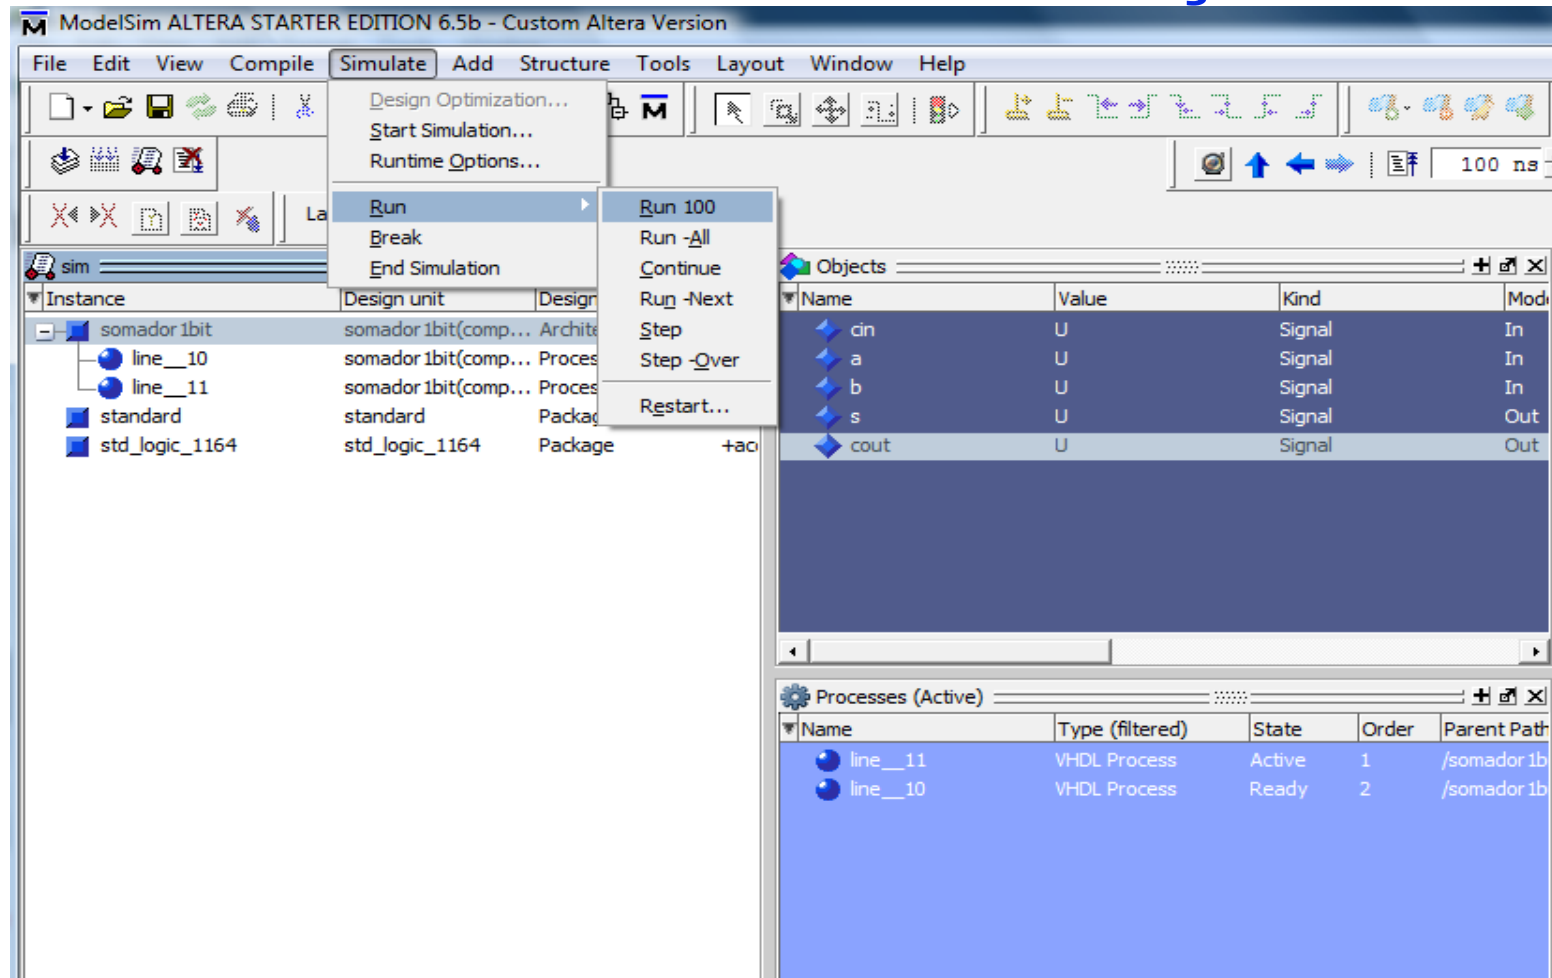 ModelSim ALTERA STARTER EDITION 6.5b - Custom Altera Version
File Edit View Compile Simulate Add Structure Tools Layout Window Help
Design Optimization...
Start Simulation...
Runtime Options...
100 ns
Run
Break
End Simulation
Run 100
Run -All
Continue
Run -Next
Step
Step -Over
Restart...
La
sim
Instance Design unit Design
somador1bit somador1bit(comp... Archite
line__10 somador1bit(comp... Proces
line__11 somador1bit(comp... Proces
standard standard Packag
std_logic_1164 std_logic_1164 Package +acc
Objects
Name Value Kind Mode
cin U Signal In
a U Signal In
b U Signal In
s U Signal Out
cout U Signal Out
Processes (Active)
Name Type (filtered) State Order Parent Path
line__11 VHDL Process Active 1 /somador1b
line__10 VHDL Process Ready 2 /somador1b